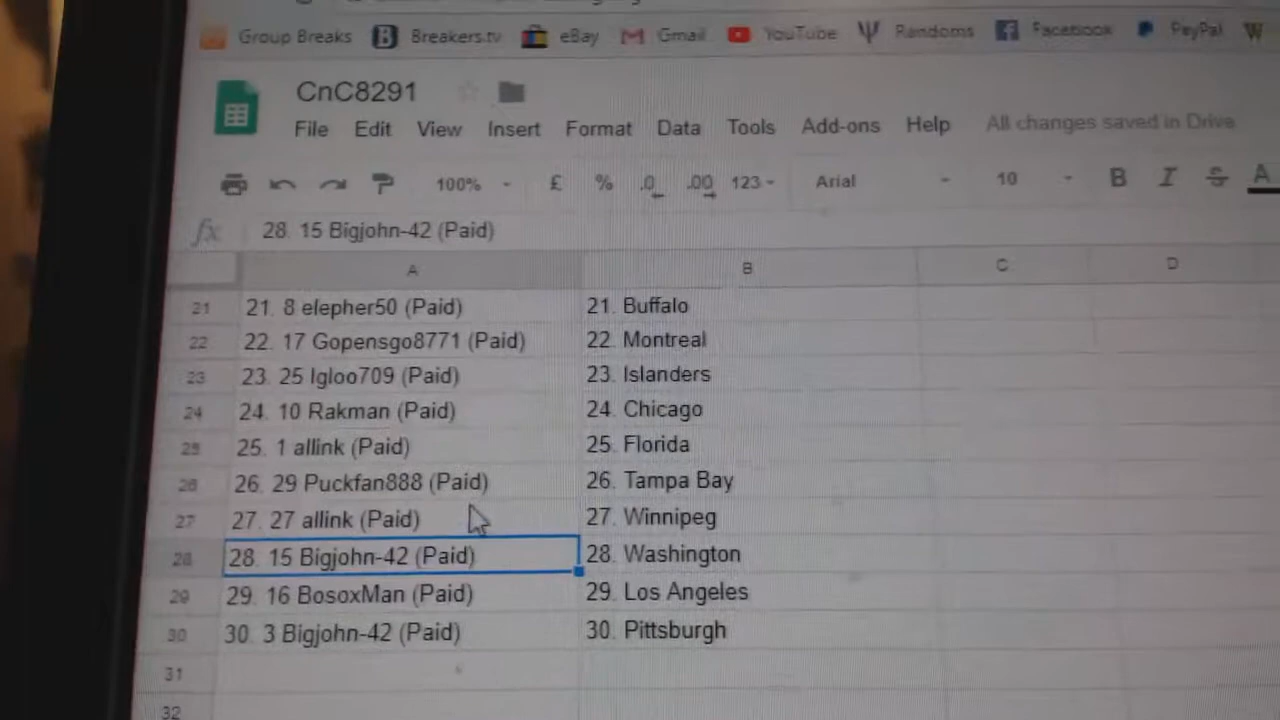 Group Breaks Breakers.tv eBay Gmail YouTube Randoms Facebook PayPal W
CnC8291
File Edit View Insert Format Data Tools Add-ons Help All changes saved in Drive
100% £ % .0 .00 123 Arial 10 B I S A
fx 28. 15 Bigjohn-42 (Paid)
A B C D
21 21. 8 elepher50 (Paid) 21. Buffalo
22 22. 17 Gopensgo8771 (Paid) 22. Montreal
23 23. 25 Igloo709 (Paid) 23. Islanders
24 24. 10 Rakman (Paid) 24. Chicago
25 25. 1 allink (Paid) 25. Florida
26 26. 29 Puckfan888 (Paid) 26. Tampa Bay
27 27. 27 allink (Paid) 27. Winnipeg
28 28. 15 Bigjohn-42 (Paid) 28. Washington
29 29. 16 BosoxMan (Paid) 29. Los Angeles
30 30. 3 Bigjohn-42 (Paid) 30. Pittsburgh
31
32